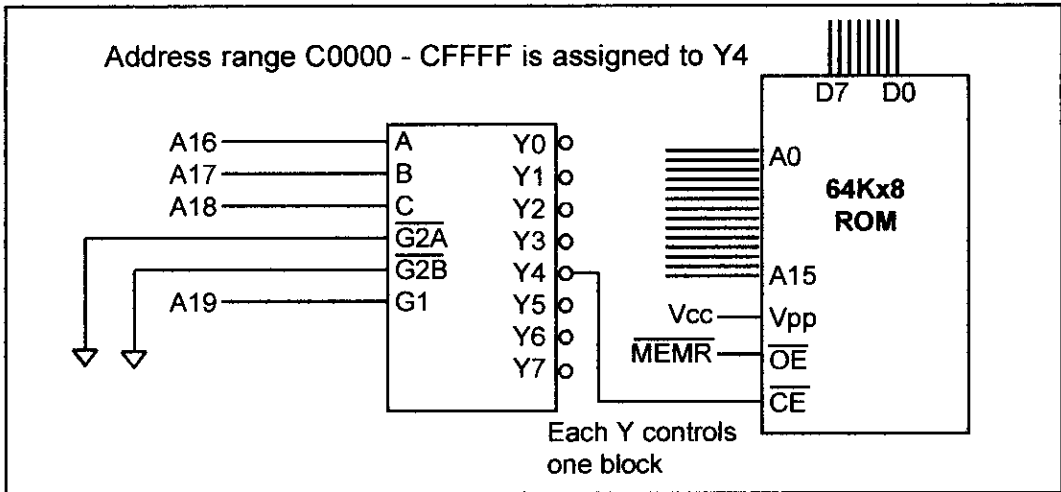 Address range C0000 - CFFFF is assigned to Y4
D7 D0
A16 A Y0
A0
A17 B Y1
64Kx8
ROM
A18 C Y2
G2A Y3
G2B Y4
A15
A19 G1 Y5
Vcc Vpp
Y6
MEMR OE
Y7
CE
Each Y controls
one block